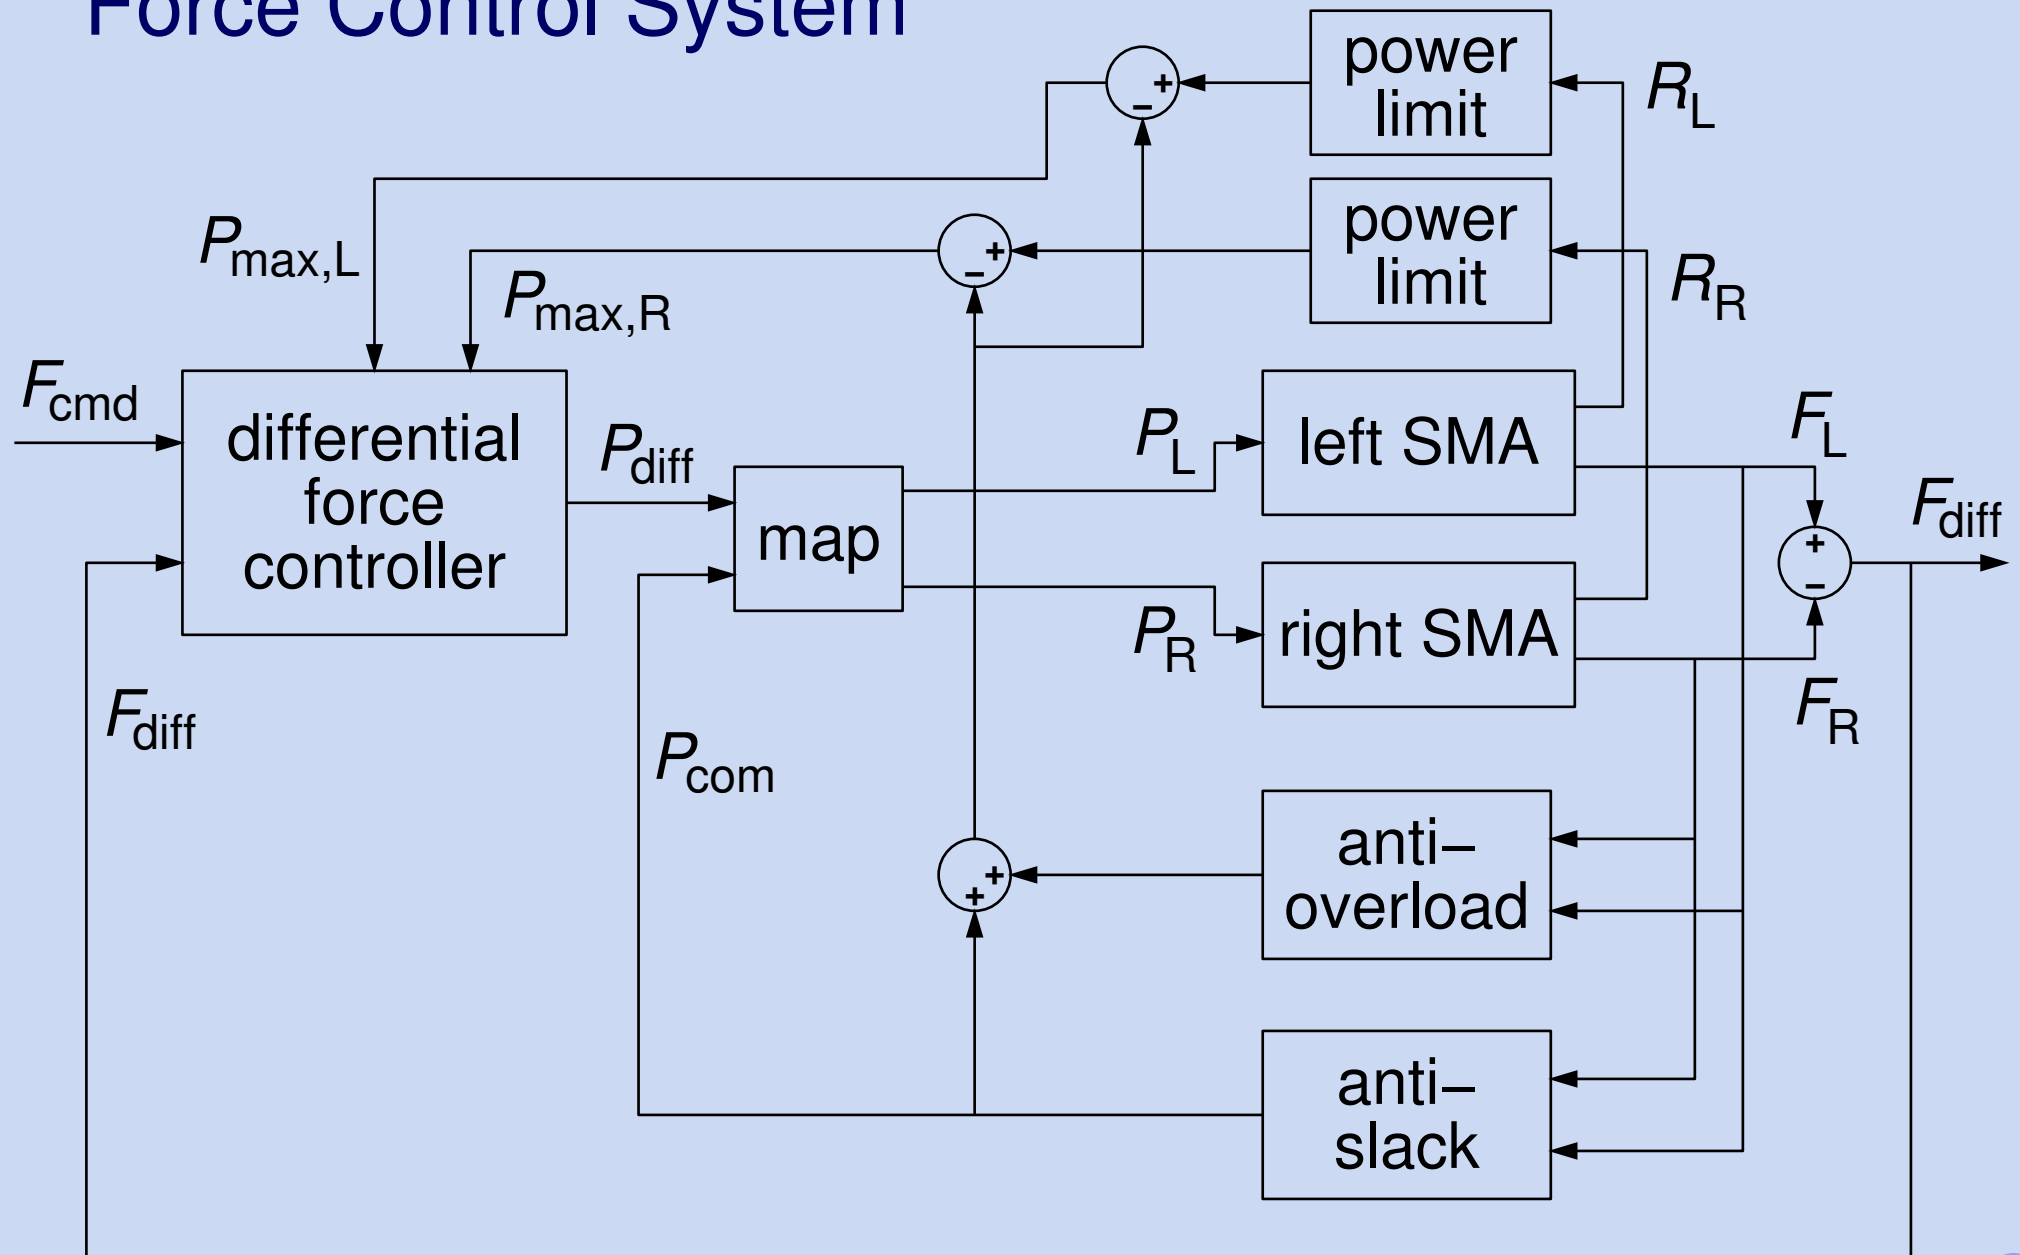 Force Control System
power
limit
R_L
power
limit
R_R
P_max,L
P_max,R
F_cmd
differential
force
controller
P_diff
map
P_L
left SMA
F_L
F_diff
+
−
P_R
right SMA
F_R
F_diff
P_com
anti−
overload
anti−
slack
+
−
+
−
+
+